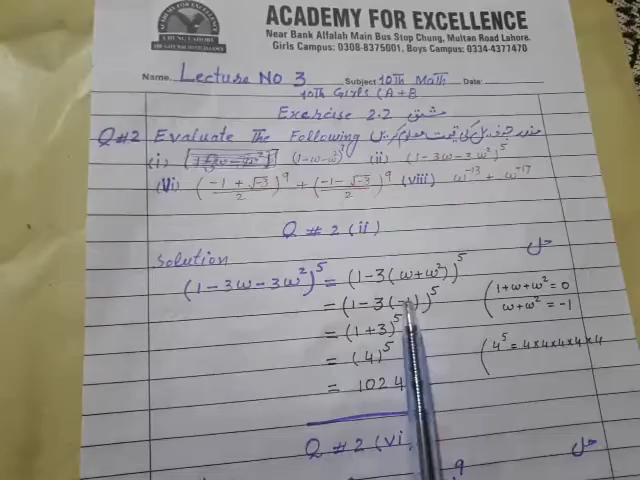 ACADEMY FOR EXCELLENCE
Near Bank Alfalah Main Bus Stop Chung, Multan Road Lahore.
Girls Campus: 0308-8375001, Boys Campus: 0334-4377470
CHUNG LAHORE
Name. Lecture No 3 Subject 10th Math Date:
10th Girls (A+B
Exercise 2.2 مشق
Q#2 Evaluate The Following
(i) (1-ω-ω²)⁷ (ii) (1-3ω-3ω²)⁵
(vi) (-1+√-3/2)⁹ + (-1-√-3/2)⁹ (viii) ω⁻¹³ + ω⁻¹⁷
Q #2 (ii)
Solution حل
(1-3ω-3ω²)⁵ = (1-3(ω+ω²))⁵
= (1-3(-1))⁵ (1+ω+ω²=0
ω+ω²=-1
= (1+3)⁵
= (4)⁵ (4⁵=4×4×4×4×4
= 1024
Q #2 (vi حل
9